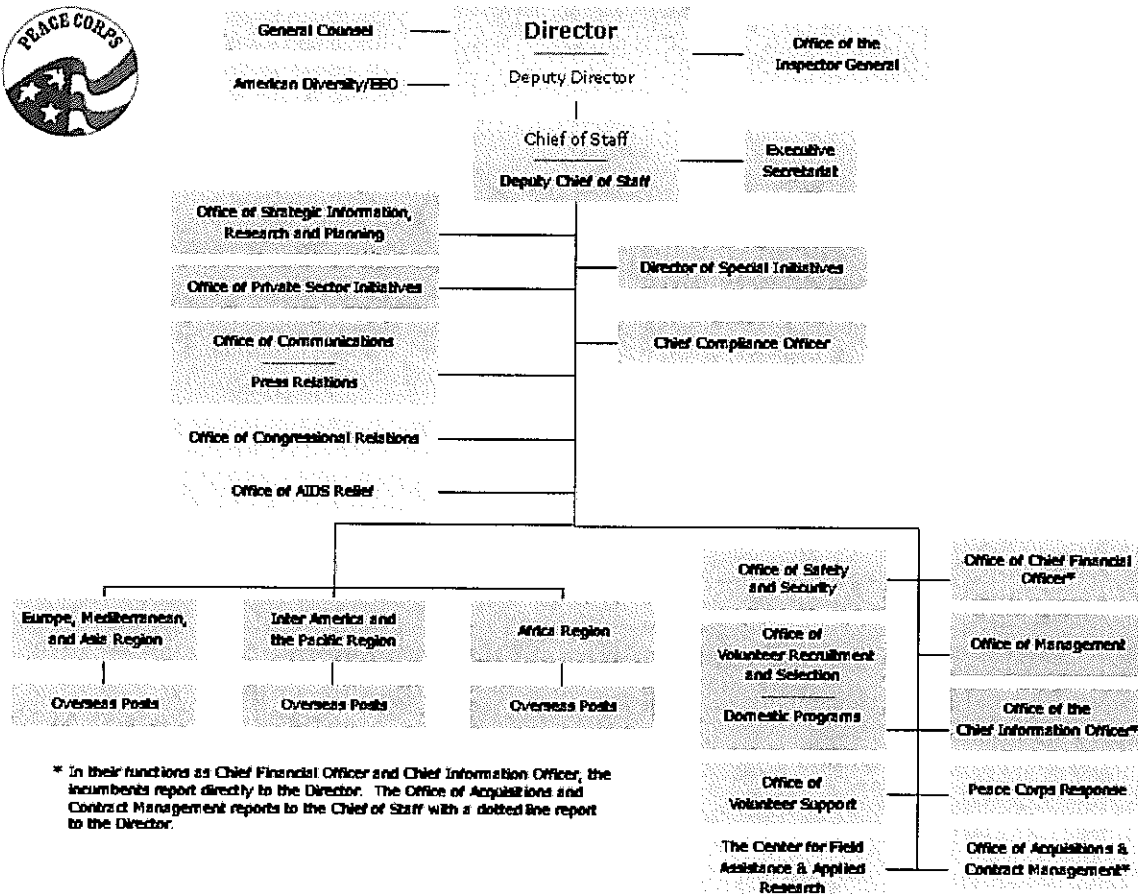 PEACE CORPS
General Counsel
American Diversity/EEO
Director
Deputy Director
Office of the
Inspector General
Chief of Staff
Deputy Chief of Staff
Executive
Secretariat
Office of Strategic Information,
Research and Planning
Office of Private Sector Initiatives
Office of Communications
Press Relations
Office of Congressional Relations
Office of AIDS Relief
Director of Special Initiatives
Chief Compliance Officer
Europe, Mediterranean,
and Asia Region
Overseas Posts
Inter America and
the Pacific Region
Overseas Posts
Africa Region
Overseas Posts
Office of Safety
and Security
Office of
Volunteer Recruitment
and Selection
Domestic Programs
Office of
Volunteer Support
The Center for Field
Assistance & Applied
Research
Office of Chief Financial
Officer*
Office of Management
Office of the
Chief Information Officer*
Peace Corps Response
Office of Acquisitions &
Contract Management*
* In their functions as Chief Financial Officer and Chief Information Officer, the
incumbents report directly to the Director. The Office of Acquisitions and
Contract Management reports to the Chief of Staff with a dotted line report
to the Director.